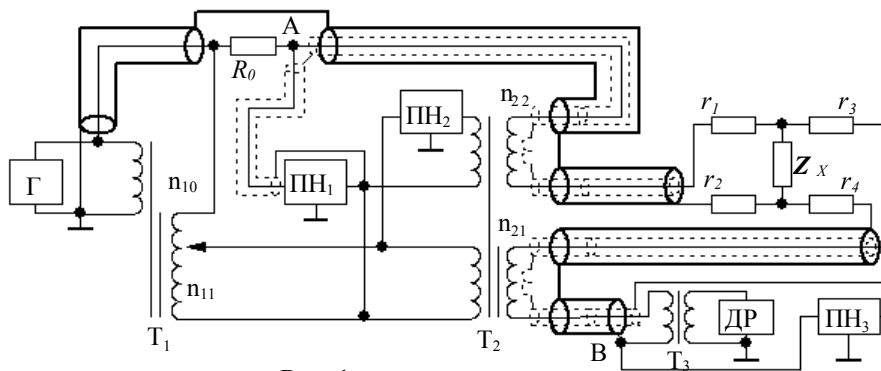 A
R₀
n₂₂
ПН₂
r₁
r₃
Г
n₁₀
ПН₁
Z X
r₂
r₄
n₂₁
n₁₁
T₁
T₂
B
T₃
ДР
ПН₃